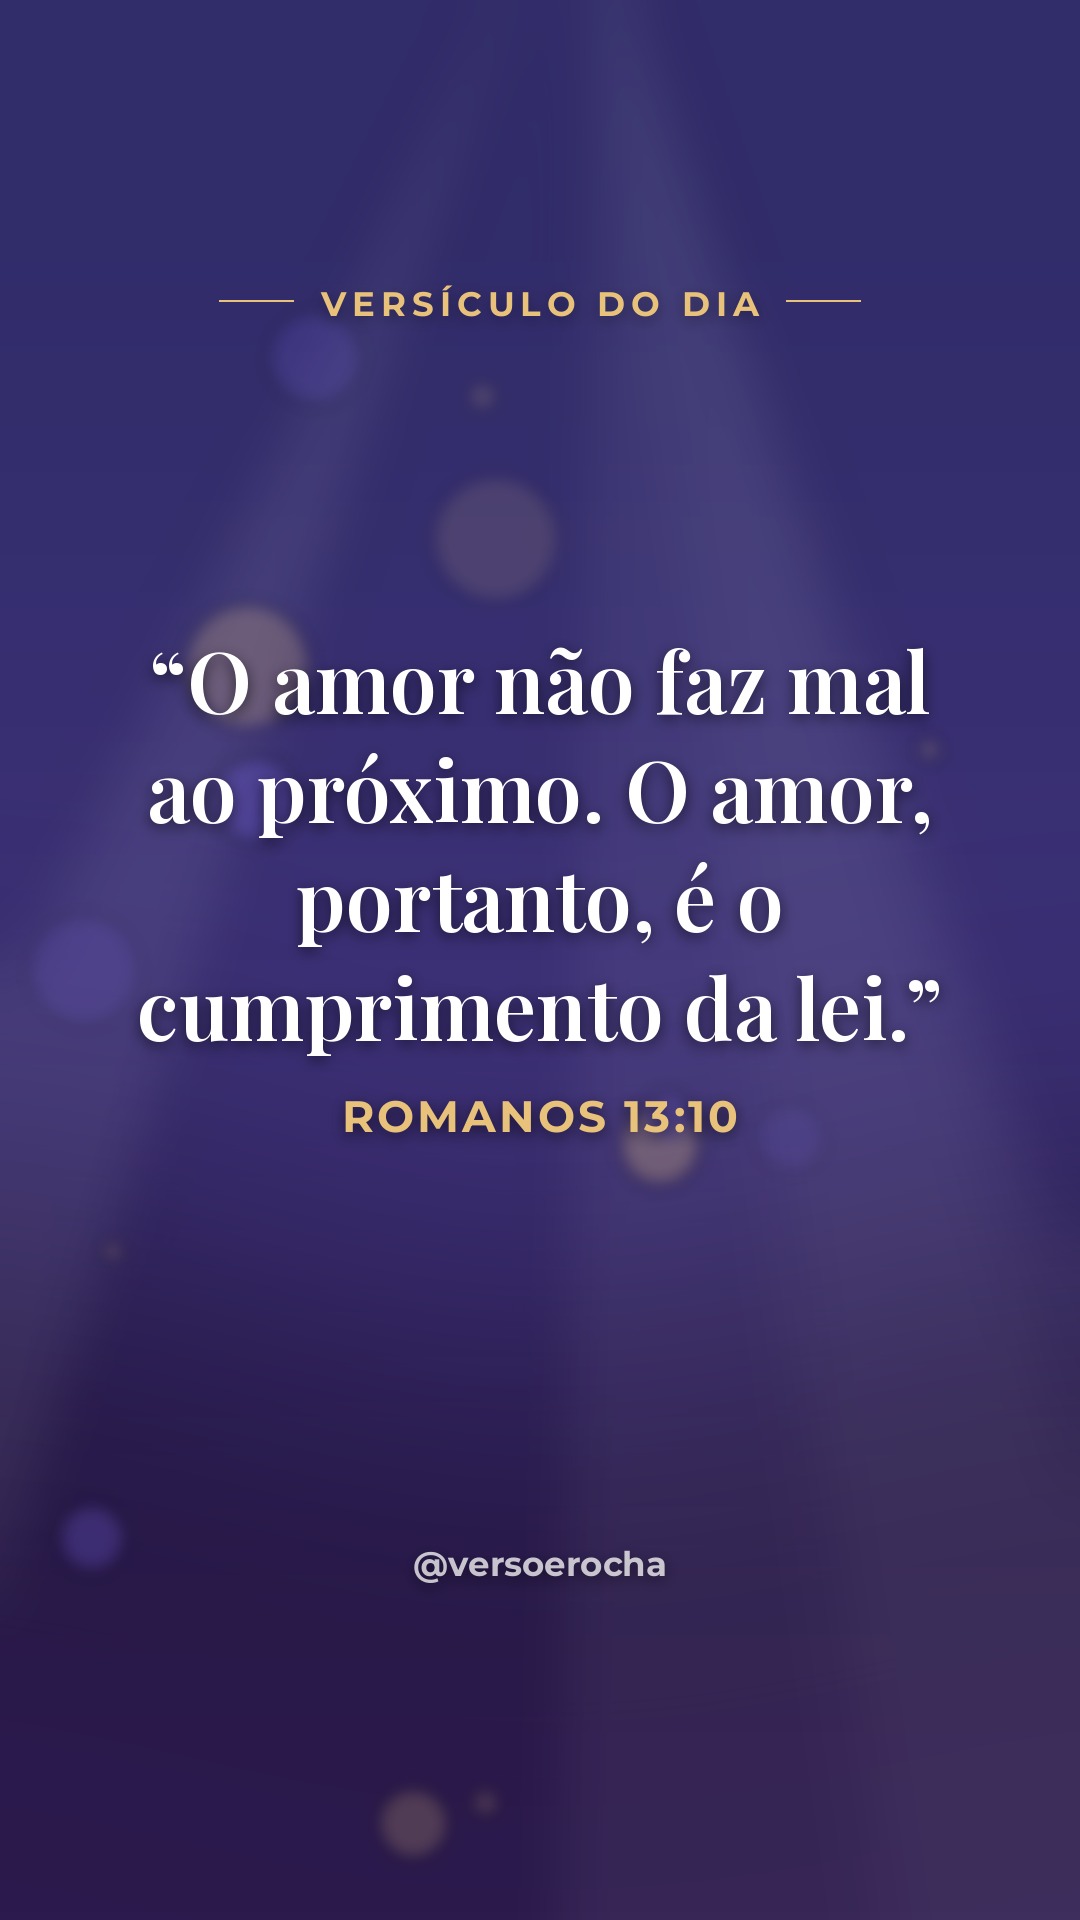 VERSÍCULO DO DIA
“O amor não faz mal
ao próximo. O amor,
portanto, é o
cumprimento da lei.”
ROMANOS 13:10
@versoerocha